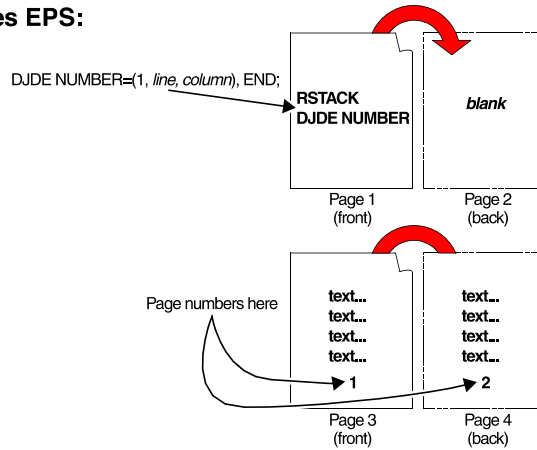 es EPS:
DJDE NUMBER=(1, line, column), END;
RSTACK
DJDE NUMBER
blank
Page 1
(front)
Page 2
(back)
Page numbers here
text...
text...
text...
text...
1
text...
text...
text...
text...
2
Page 3
(front)
Page 4
(back)